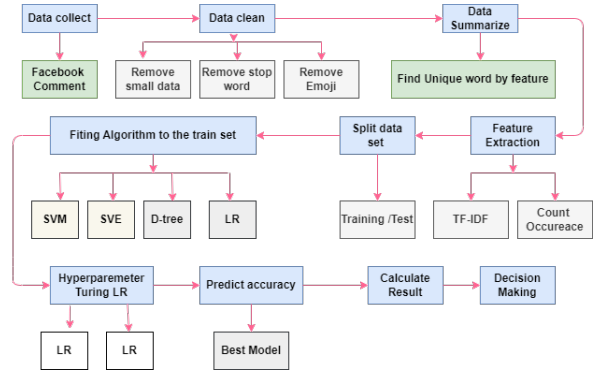 Data collect
Data clean
Data
Summarize
Facebook
Comment
Remove
small data
Remove stop
word
Remove
Emoji
Find Unique word by feature
Fiting Algorithm to the train set
Split data
set
Feature
Extraction
SVM
SVE
D-tree
LR
Training /Test
TF-IDF
Count
Occureace
Hyperparemeter
Turing LR
Predict accuracy
Calculate
Result
Decision
Making
LR
LR
Best Model